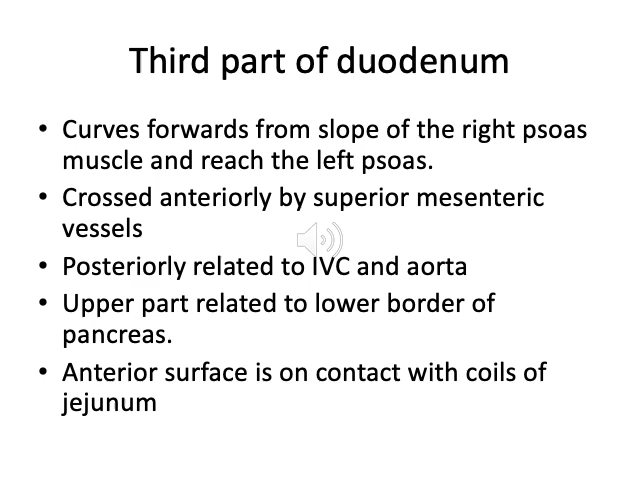 Third part of duodenum
• Curves forwards from slope of the right psoas
muscle and reach the left psoas.
• Crossed anteriorly by superior mesenteric
vessels
• Posteriorly related to IVC and aorta
• Upper part related to lower border of
pancreas.
• Anterior surface is on contact with coils of
jejunum